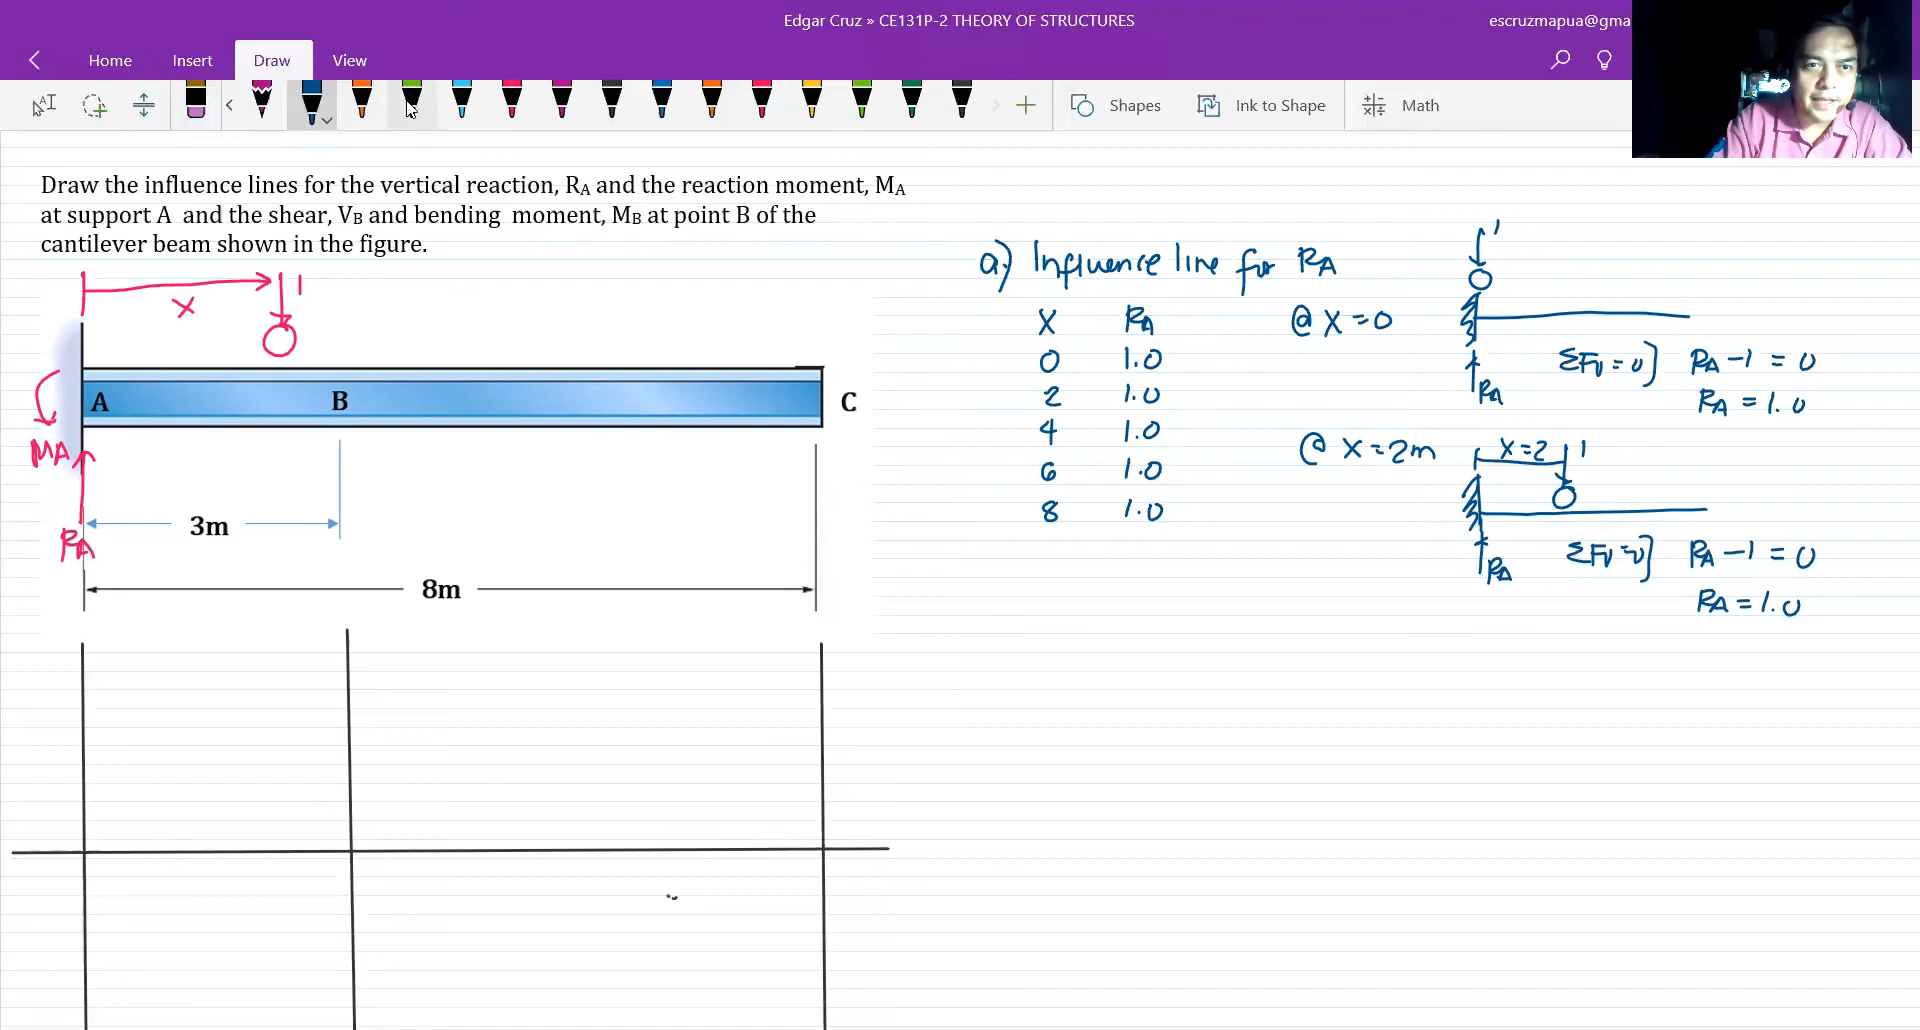 Edgar Cruz » CE131P-2 THEORY OF STRUCTURES
escruzmapua@gma
Home Insert Draw View
Shapes Ink to Shape Math
Draw the influence lines for the vertical reaction, RA and the reaction moment, MA
at support A and the shear, VB and bending moment, MB at point B of the
cantilever beam shown in the figure.
x
1
A
B
C
MA
RA
3m
8m
a.) Influence line for RA
X RA
0 1.0
2 1.0
4 1.0
6 1.0
8 1.0
@ X = 0
1
RA
ΣFv = 0] RA - 1 = 0
RA = 1.0
@ X = 2m
X = 2
1
RA
ΣFv = 0] RA - 1 = 0
RA = 1.0